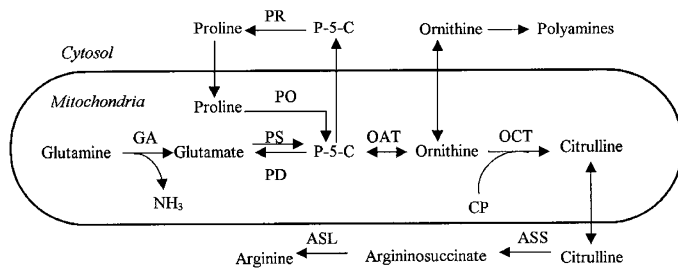 Proline PR P-5-C Ornithine Polyamines
Cytosol
Mitochondria
Proline PO
Glutamine GA Glutamate PS P-5-C OAT Ornithine OCT Citrulline
PD
NH₃ CP
Arginine ASL Argininosuccinate ASS Citrulline